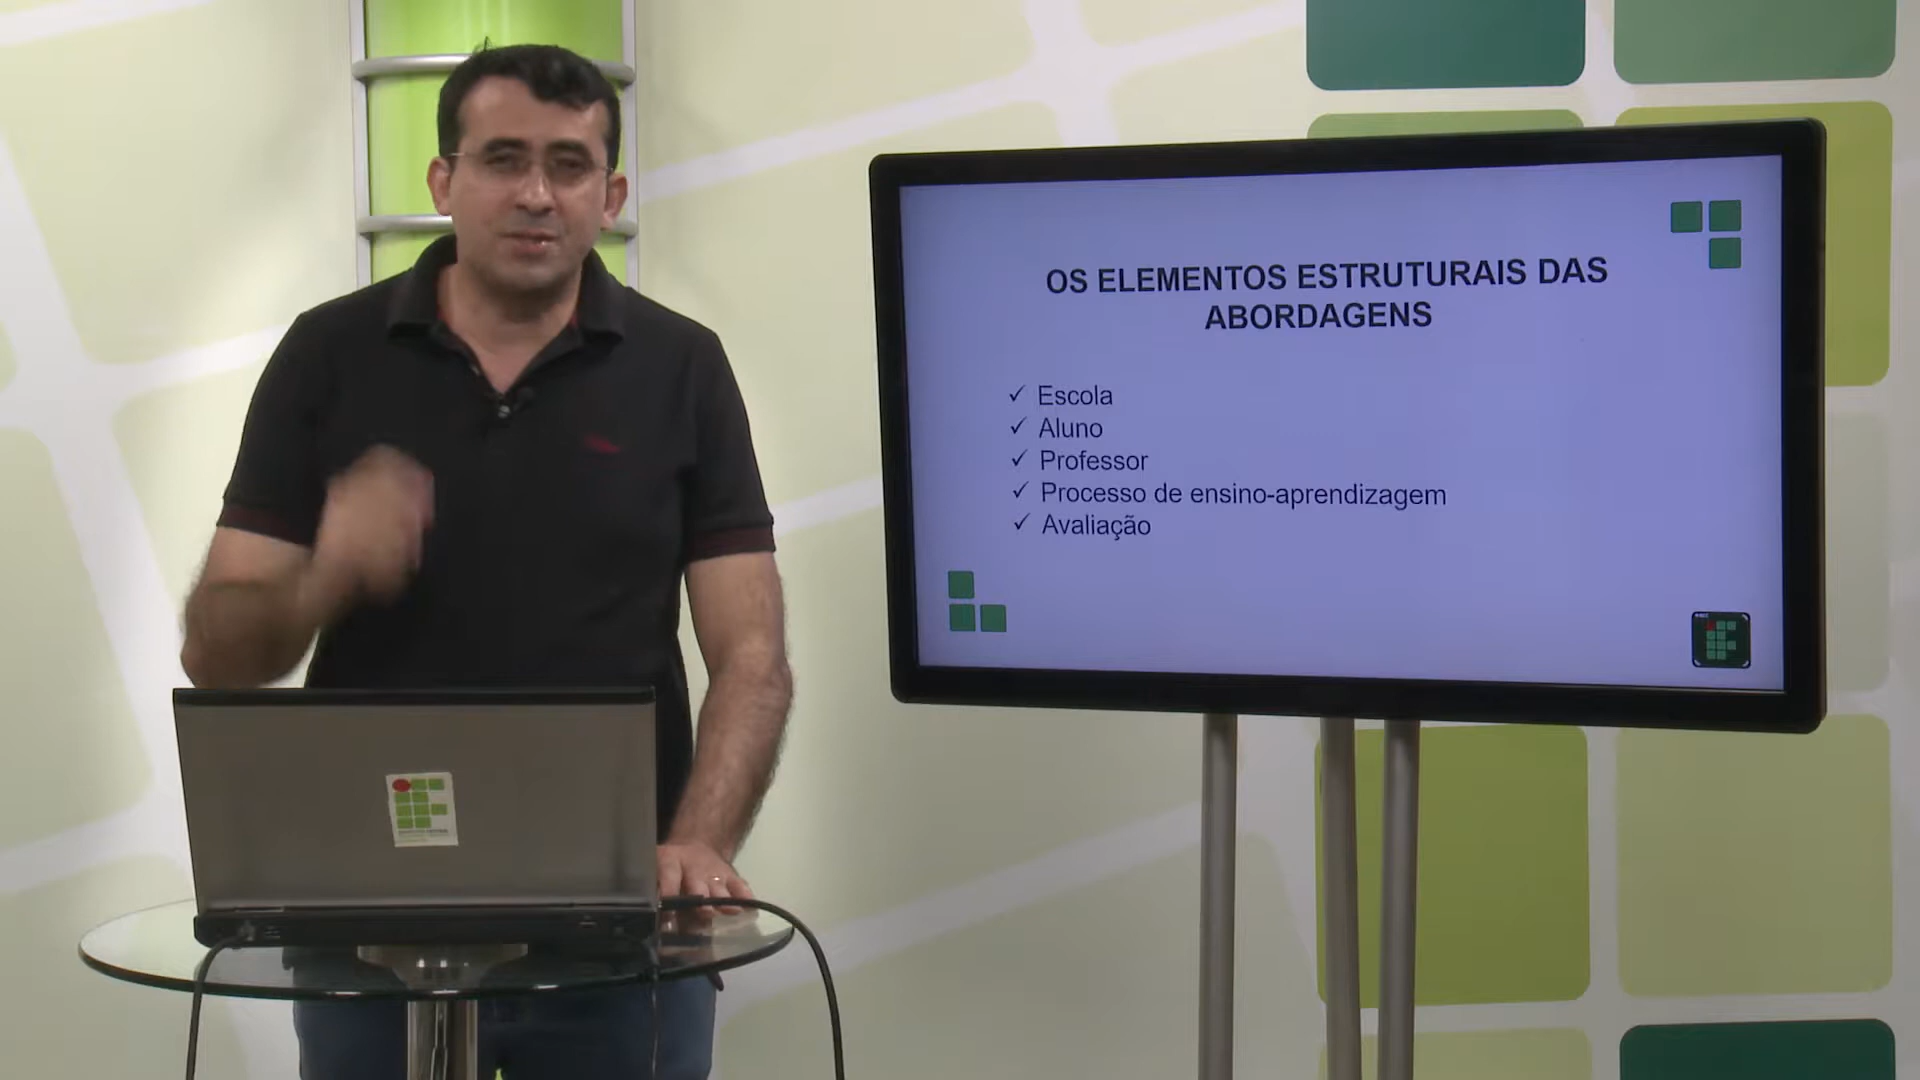 OS ELEMENTOS ESTRUTURAIS DAS
ABORDAGENS
✓ Escola
✓ Aluno
✓ Professor
✓ Processo de ensino-aprendizagem
✓ Avaliação